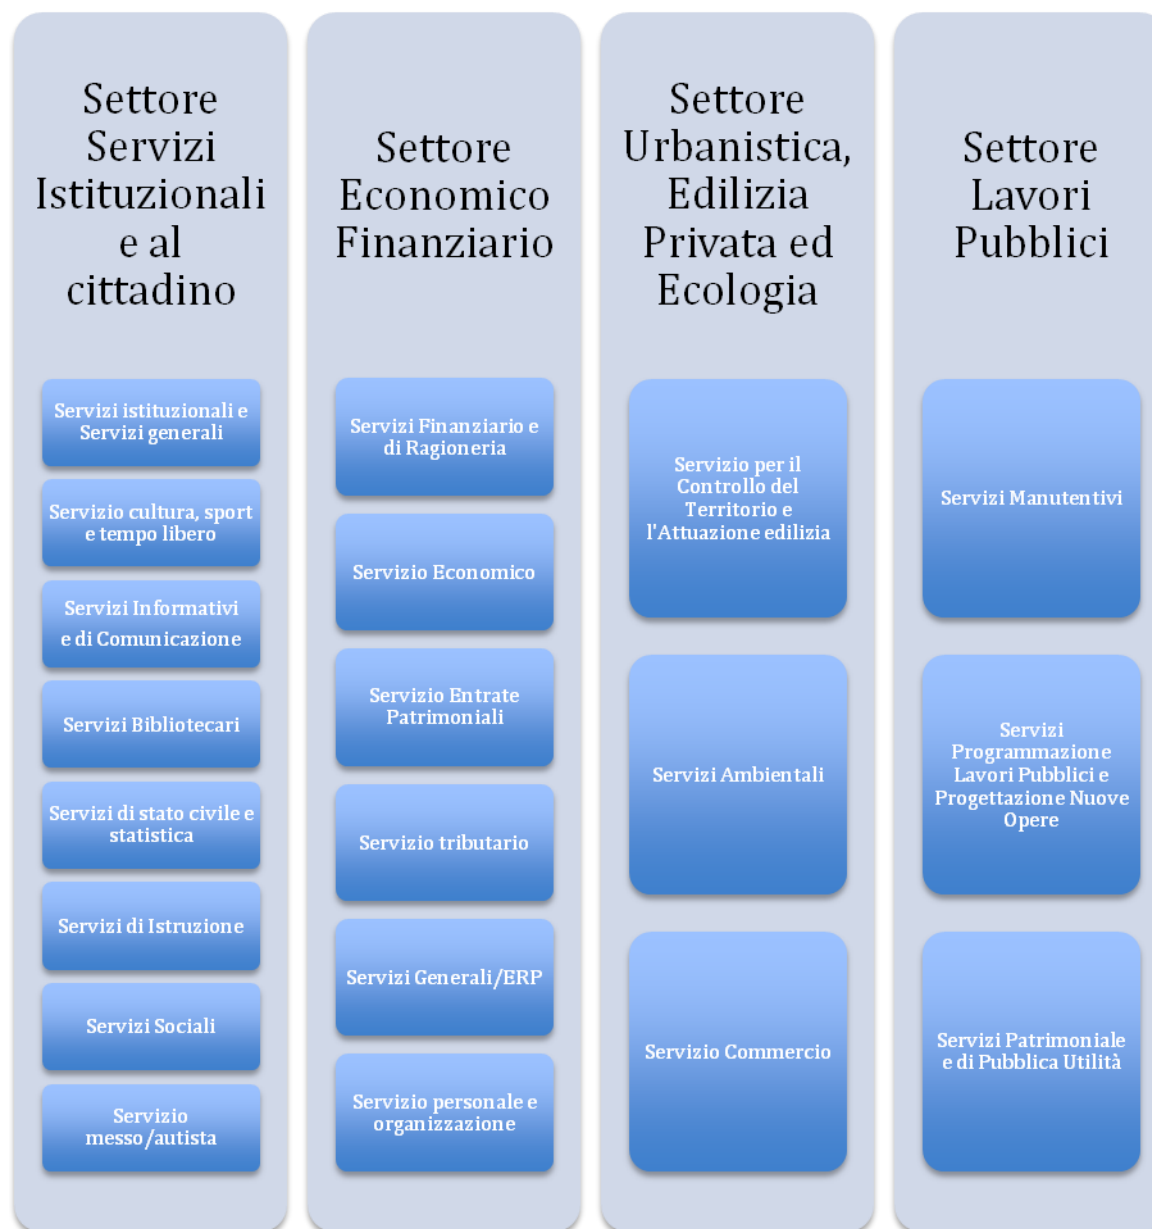 Settore
Servizi
Istituzionali
e al
cittadino
Servizi istituzionali e
Servizi generali
Servizio cultura, sport
e tempo libero
Servizi Informativi
e di Comunicazione
Servizi Bibliotecari
Servizi di stato civile e
statistica
Servizi di Istruzione
Servizi Sociali
Servizio
messo/autista
Settore
Economico
Finanziario
Servizi Finanziario e
di Ragioneria
Servizio Economico
Servizio Entrate
Patrimoniali
Servizio tributario
Servizi Generali/ERP
Servizio personale e
organizzazione
Settore
Urbanistica,
Edilizia
Privata ed
Ecologia
Servizio per il
Controllo del
Territorio e
l'Attuazione edilizia
Servizi Ambientali
Servizio Commercio
Settore
Lavori
Pubblici
Servizi Manutentivi
Servizi
Programmazione
Lavori Pubblici e
Progettazione Nuove
Opere
Servizi Patrimoniale
e di Pubblica Utilità